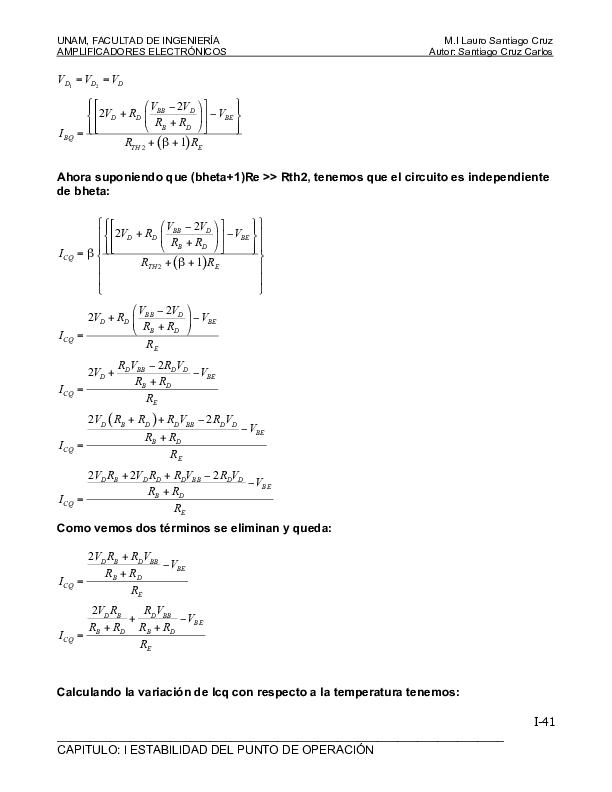 UNAM, FACULTAD DE INGENIERÍA M.I Lauro Santiago Cruz
AMPLIFICADORES ELECTRÓNICOS Autor: Santiago Cruz Carlos
V_{D_1} = V_{D_2} = V_D
I_{BQ} = \frac{\left\{\left[2V_D + R_D\left(\frac{V_{BB} - 2V_D}{R_B + R_D}\right)\right] - V_{BE}\right\}}{R_{TH2} + (β + 1)R_E}
Ahora suponiendo que (bheta+1)Re >> Rth2, tenemos que el circuito es independiente
de bheta:
I_{CQ} = β\left\{\frac{\left\{\left[2V_D + R_D\left(\frac{V_{BB} - 2V_D}{R_B + R_D}\right)\right] - V_{BE}\right\}}{R_{TH2} + (β + 1)R_E}\right\}
I_{CQ} = \frac{2V_D + R_D\left(\frac{V_{BB} - 2V_D}{R_B + R_D}\right) - V_{BE}}{R_E}
I_{CQ} = \frac{2V_D + \frac{R_D V_{BB} - 2R_D V_D}{R_B + R_D} - V_{BE}}{R_E}
I_{CQ} = \frac{\frac{2V_D(R_B + R_D) + R_D V_{BB} - 2R_D V_D}{R_B + R_D} - V_{BE}}{R_E}
I_{CQ} = \frac{\frac{2V_D R_B + 2V_D R_D + R_D V_{BB} - 2R_D V_D}{R_B + R_D} - V_{BE}}{R_E}
Como vemos dos términos se eliminan y queda:
I_{CQ} = \frac{\frac{2V_D R_B + R_D V_{BB}}{R_B + R_D} - V_{BE}}{R_E}
I_{CQ} = \frac{\frac{2V_D R_B}{R_B + R_D} + \frac{R_D V_{BB}}{R_B + R_D} - V_{BE}}{R_E}
Calculando la variación de Icq con respecto a la temperatura tenemos:
I-41
CAPITULO: I ESTABILIDAD DEL PUNTO DE OPERACIÓN